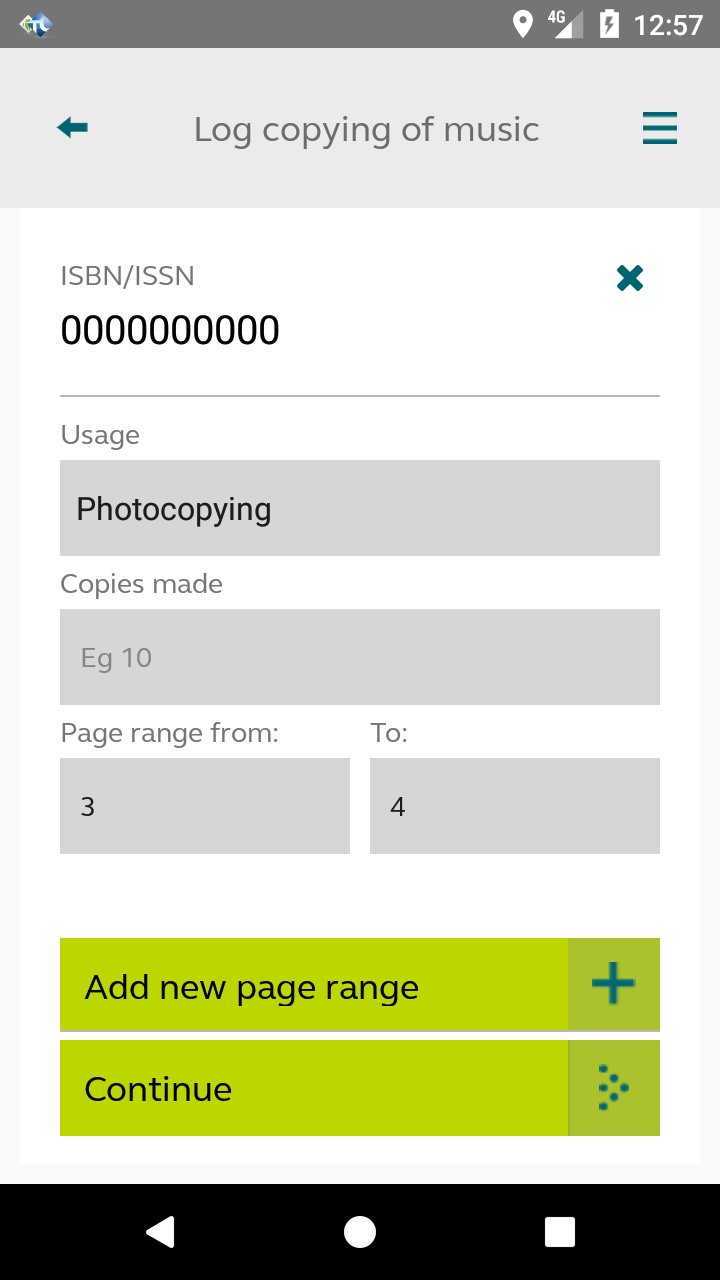 4G 12:57
Log copying of music
ISBN/ISSN
0000000000
Usage
Photocopying
Copies made
Eg 10
Page range from: To:
3 4
Add new page range
Continue